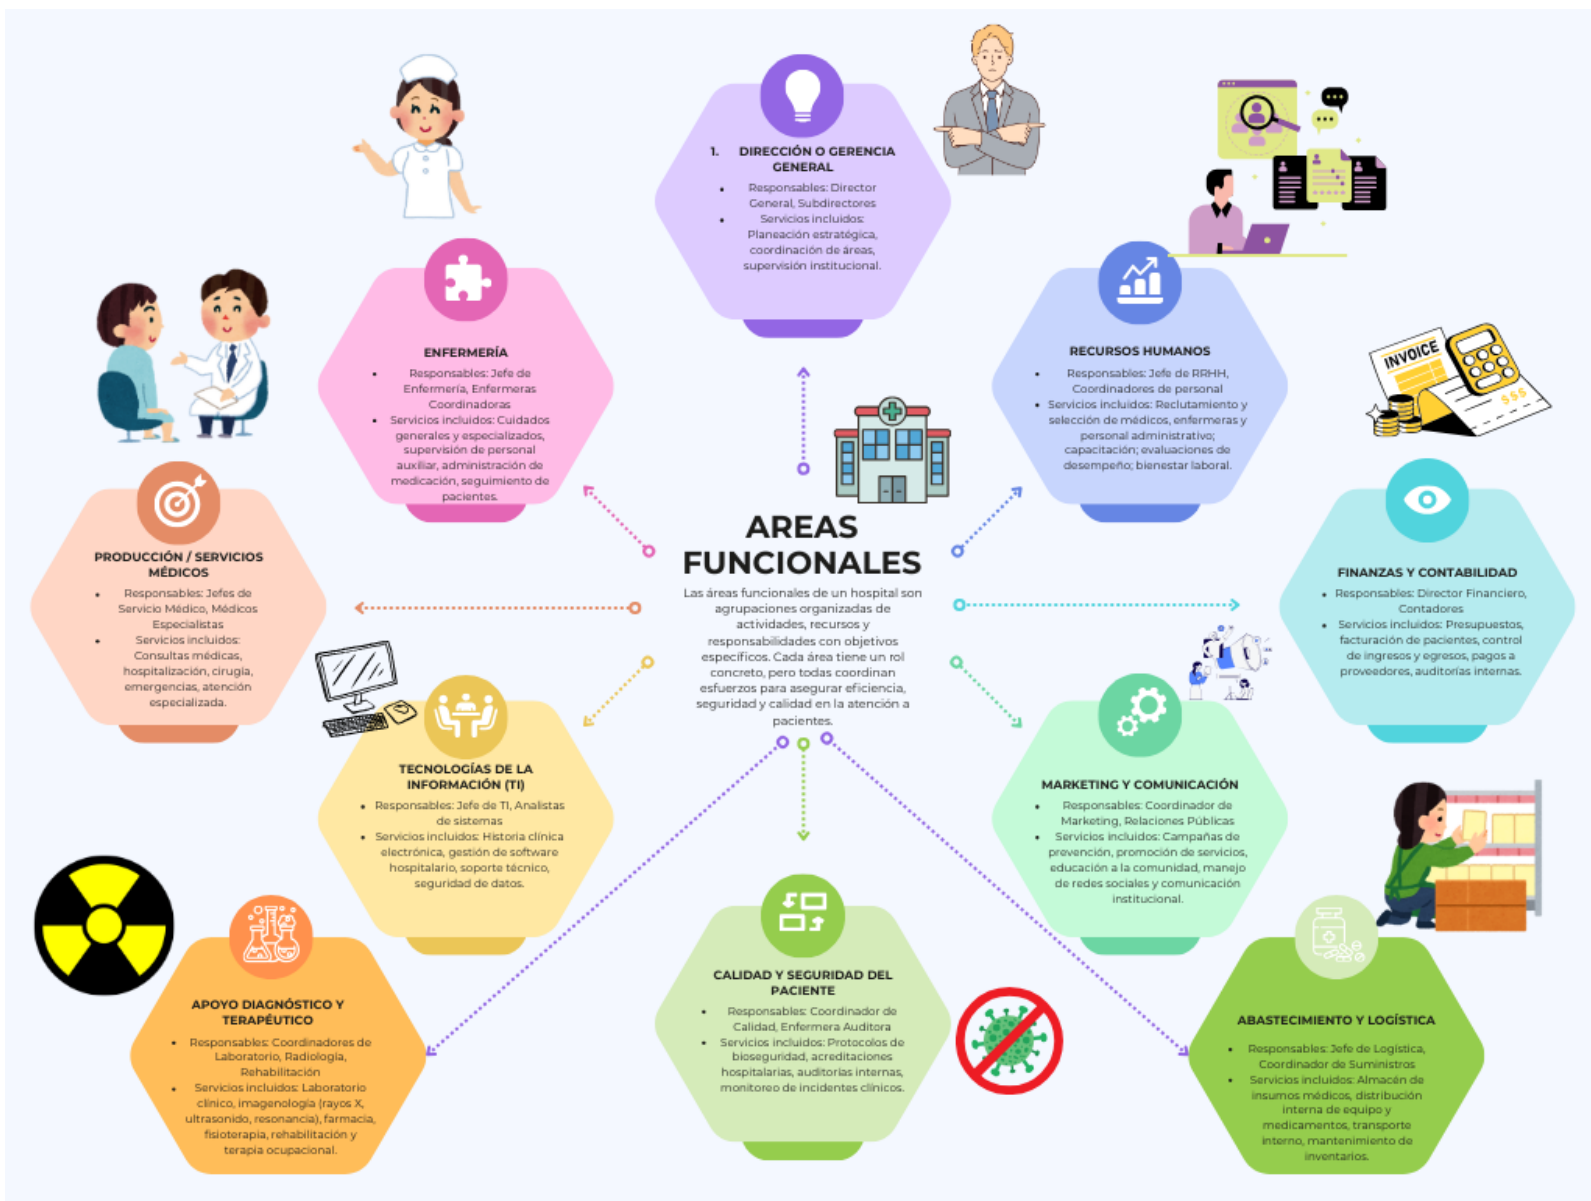 1. DIRECCIÓN O GERENCIA
GENERAL
• Responsables: Director
General, Subdirectores
• Servicios incluidos:
Planeación estratégica,
coordinación de áreas,
supervisión institucional.
ENFERMERÍA
• Responsables: Jefe de
Enfermería, Enfermeras
Coordinadoras
• Servicios incluidos: Cuidados
generales y especializados,
supervisión de personal
auxiliar, administración de
medicación, seguimiento de
pacientes.
RECURSOS HUMANOS
• Responsables: Jefe de RRHH,
Coordinadores de personal
• Servicios incluidos: Reclutamiento y
selección de médicos, enfermeras y
personal administrativo;
capacitación; evaluaciones de
desempeño; bienestar laboral.
INVOICE
$$$
PRODUCCIÓN / SERVICIOS
MÉDICOS
• Responsables: Jefes de
Servicio Médico, Médicos
Especialistas
• Servicios incluidos:
Consultas médicas,
hospitalización, cirugía,
emergencias, atención
especializada.
AREAS
FUNCIONALES
Las áreas funcionales de un hospital son
agrupaciones organizadas de
actividades, recursos y
responsabilidades con objetivos
específicos. Cada área tiene un rol
concreto, pero todas coordinan
esfuerzos para asegurar eficiencia,
seguridad y calidad en la atención a
pacientes.
FINANZAS Y CONTABILIDAD
• Responsables: Director Financiero,
Contadores
• Servicios incluidos: Presupuestos,
facturación de pacientes, control
de ingresos y egresos, pagos a
proveedores, auditorías internas.
TECNOLOGÍAS DE LA
INFORMACIÓN (TI)
• Responsables: Jefe de TI, Analistas
de sistemas
• Servicios incluidos: Historia clínica
electrónica, gestión de software
hospitalario, soporte técnico,
seguridad de datos.
MARKETING Y COMUNICACIÓN
• Responsables: Coordinador de
Marketing, Relaciones Públicas
• Servicios incluidos: Campañas de
prevención, promoción de servicios,
educación a la comunidad, manejo
de redes sociales y comunicación
institucional.
APOYO DIAGNÓSTICO Y
TERAPÉUTICO
• Responsables: Coordinadores de
Laboratorio, Radiología,
Rehabilitación
• Servicios incluidos: Laboratorio
clínico, imagenología (rayos X,
ultrasonido, resonancia), farmacia,
fisioterapia, rehabilitación y
terapia ocupacional.
CALIDAD Y SEGURIDAD DEL
PACIENTE
• Responsables: Coordinador de
Calidad, Enfermera Auditora
• Servicios incluidos: Protocolos de
bioseguridad, acreditaciones
hospitalarias, auditorías internas,
monitoreo de incidentes clínicos.
ABASTECIMIENTO Y LOGÍSTICA
• Responsables: Jefe de Logística,
Coordinador de Suministros
• Servicios incluidos: Almacén de
insumos médicos, distribución
interna de equipo y
medicamentos, transporte
interno, mantenimiento de
inventarios.